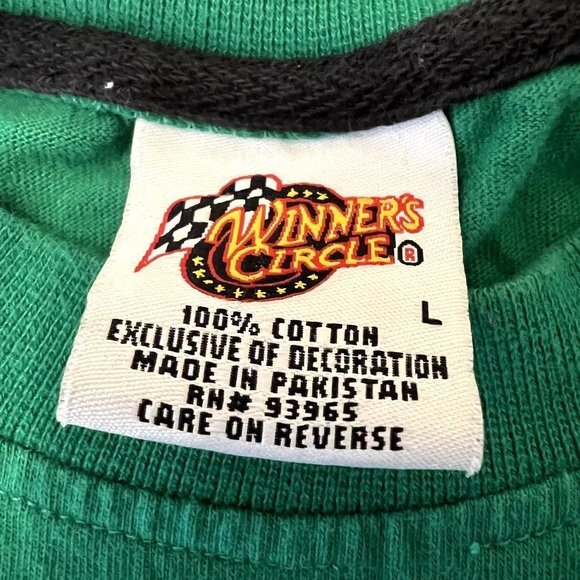 WINNER'S
CIRCLE ®
L
100% COTTON
EXCLUSIVE OF DECORATION
MADE IN PAKISTAN
RN# 93965
CARE ON REVERSE